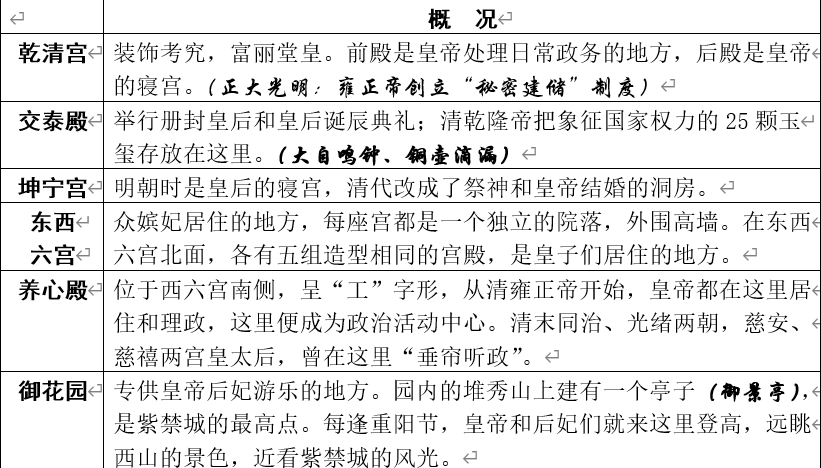 概 况
乾清宫 装饰考究，富丽堂皇。前殿是皇帝处理日常政务的地方，后殿是皇帝
的寝宫。（正大光明：雍正帝创立“秘密建储”制度）
交泰殿 举行册封皇后和皇后诞辰典礼；清乾隆帝把象征国家权力的 25 颗玉
玺存放在这里。（大自鸣钟、铜壶滴漏）
坤宁宫 明朝时是皇后的寝宫，清代改成了祭神和皇帝结婚的洞房。
东西 众嫔妃居住的地方，每座宫都是一个独立的院落，外围高墙。在东西
六宫 六宫北面，各有五组造型相同的宫殿，是皇子们居住的地方。
养心殿 位于西六宫南侧，呈“工”字形，从清雍正帝开始，皇帝都在这里居
住和理政，这里便成为政治活动中心。清末同治、光绪两朝，慈安、
慈禧两宫皇太后，曾在这里“垂帘听政”。
御花园 专供皇帝后妃游乐的地方。园内的堆秀山上建有一个亭子（御景亭），
是紫禁城的最高点。每逢重阳节，皇帝和后妃们就来这里登高，远眺
西山的景色，近看紫禁城的风光。